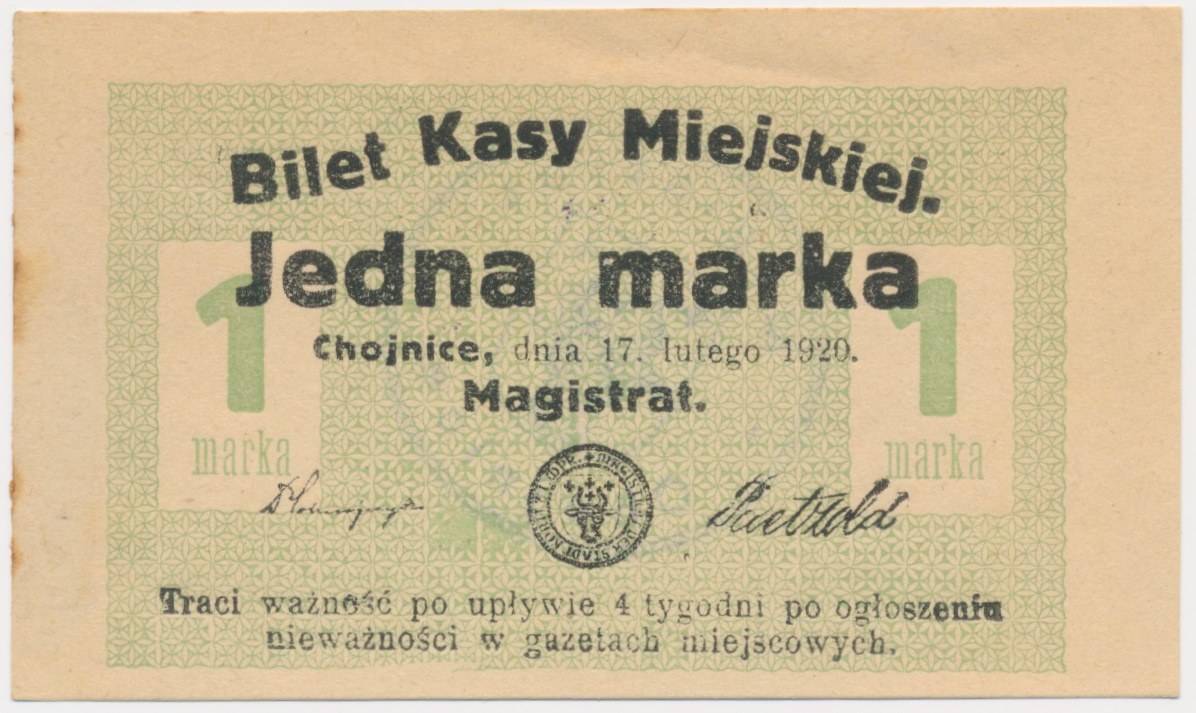 Bilet Kasy Miejskiej.
Jedna marka
1
1
Chojnice, dnia 17. lutego 1920.
Magistrat.
marka
marka
Paetzold
Traci ważność po upływie 4 tygodni po ogłoszeniu
nieważności w gazetach miejscowych.